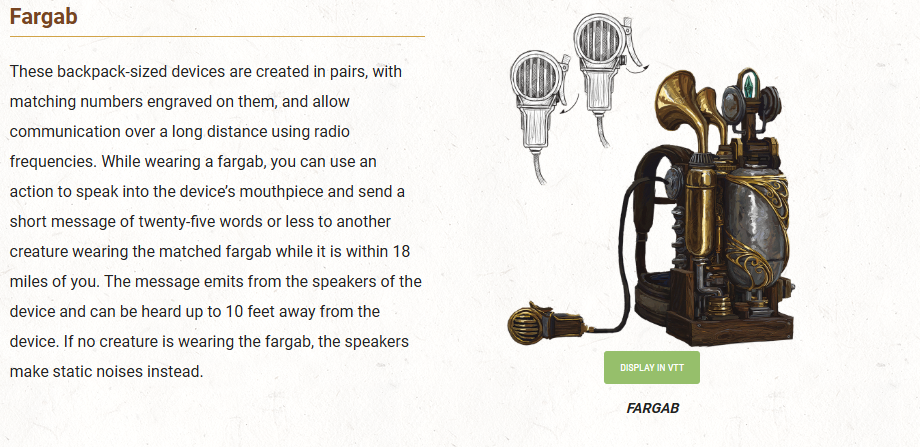 Fargab
These backpack-sized devices are created in pairs, with
matching numbers engraved on them, and allow
communication over a long distance using radio
frequencies. While wearing a fargab, you can use an
action to speak into the device’s mouthpiece and send a
short message of twenty-five words or less to another
creature wearing the matched fargab while it is within 18
miles of you. The message emits from the speakers of the
device and can be heard up to 10 feet away from the
device. If no creature is wearing the fargab, the speakers
make static noises instead.
DISPLAY IN VTT
FARGAB